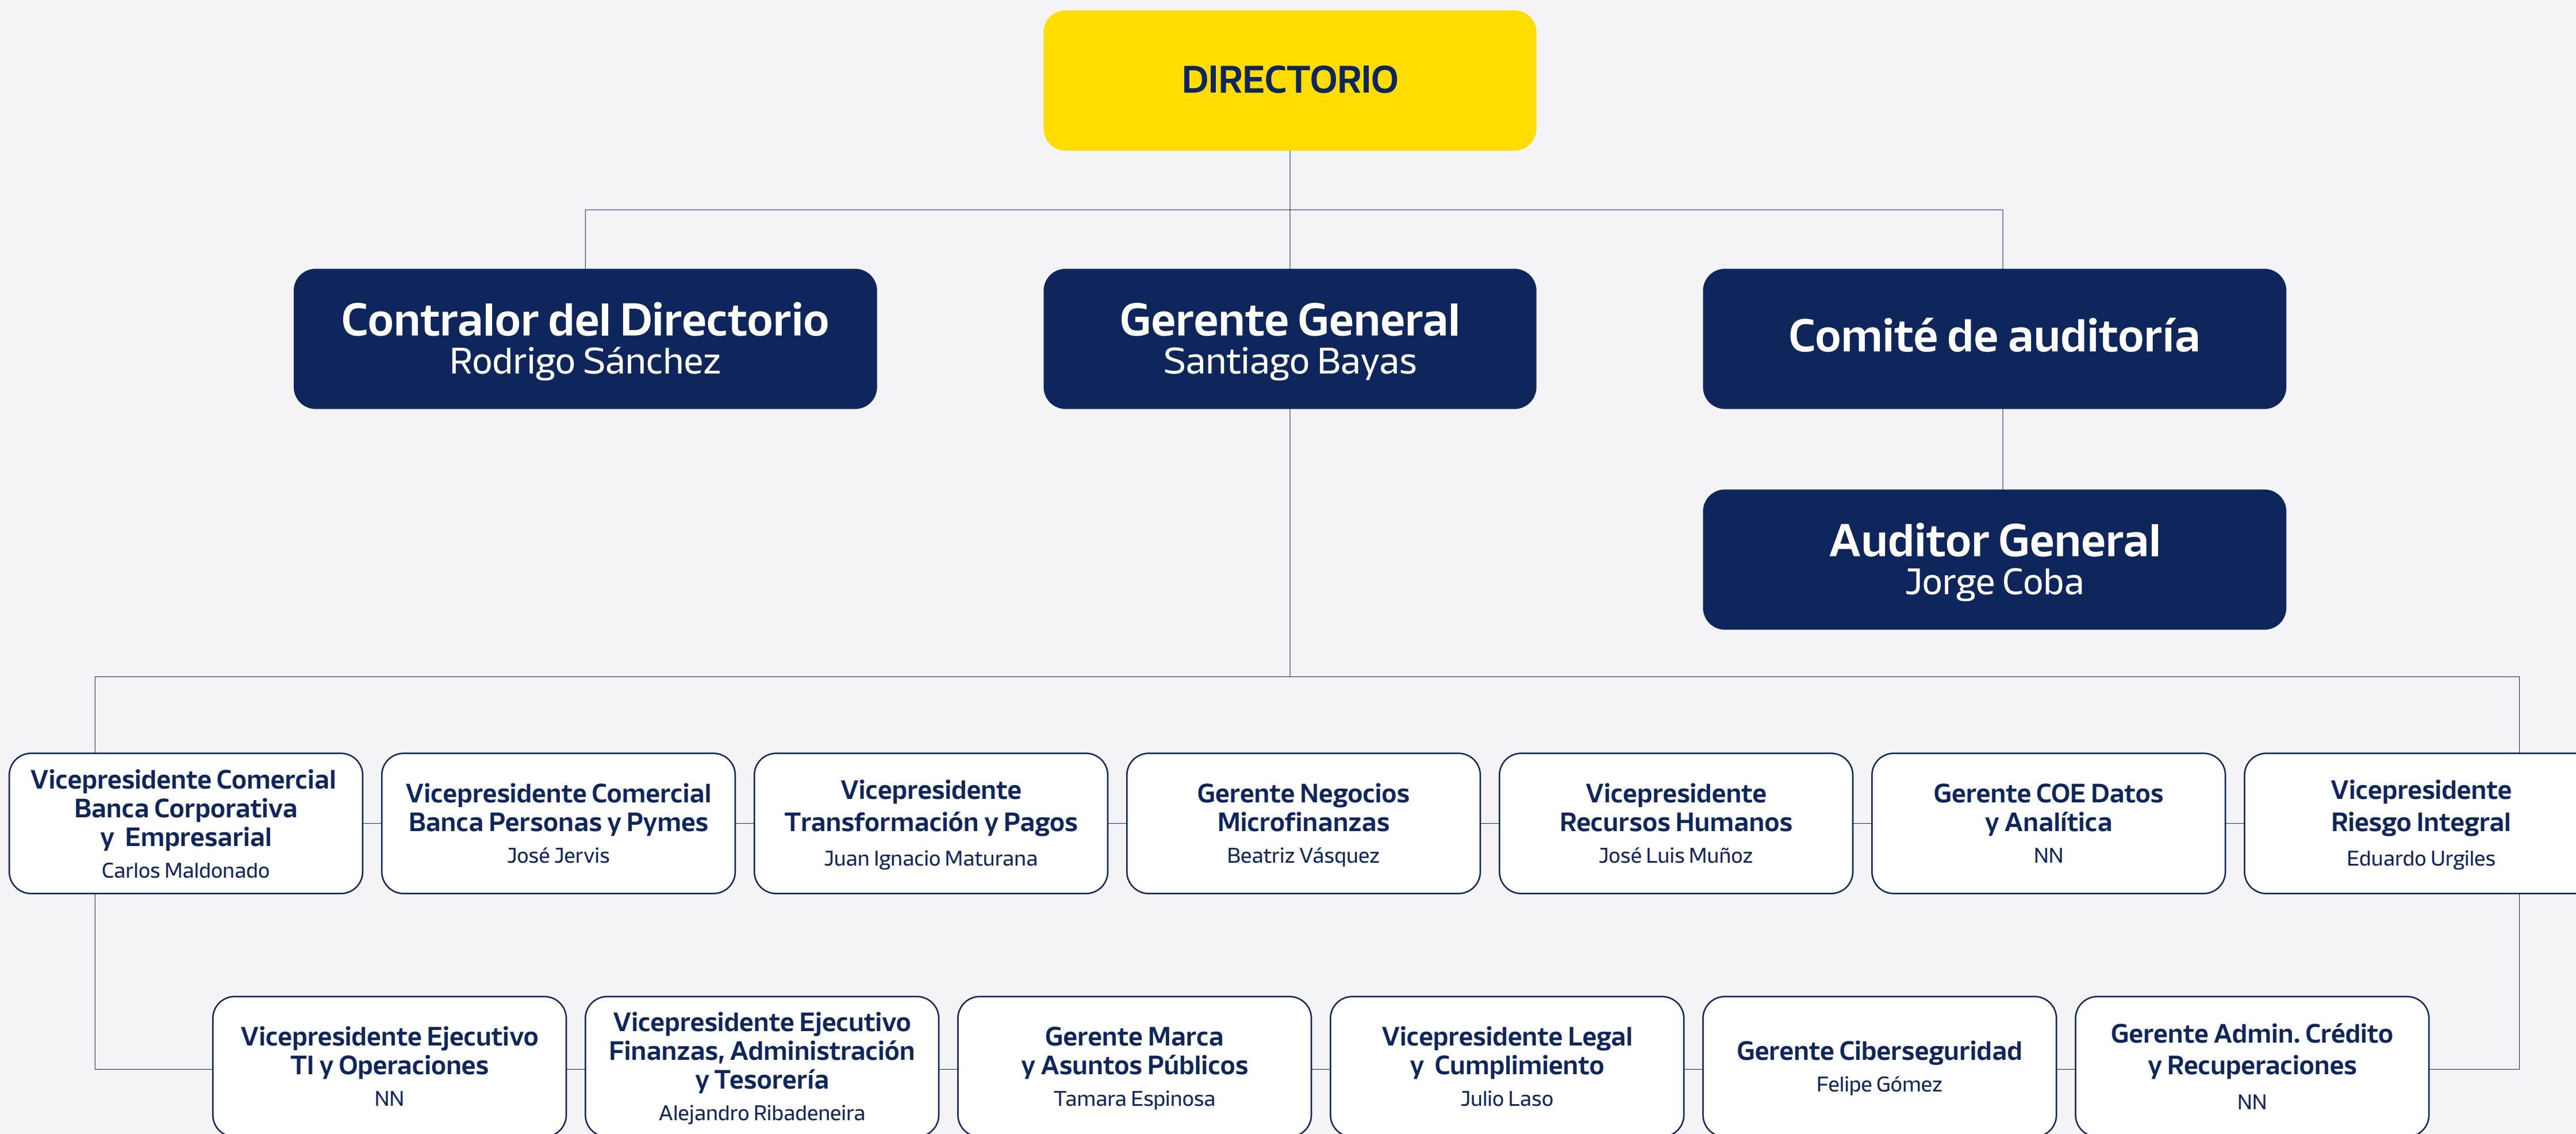 DIRECTORIO
Contralor del Directorio
Rodrigo Sánchez
Gerente General
Santiago Bayas
Comité de auditoría
Auditor General
Jorge Coba
Vicepresidente Comercial
Banca Corporativa
y Empresarial
Carlos Maldonado
Vicepresidente Comercial
Banca Personas y Pymes
José Jervis
Vicepresidente
Transformación y Pagos
Juan Ignacio Maturana
Gerente Negocios
Microfinanzas
Beatriz Vásquez
Vicepresidente
Recursos Humanos
José Luis Muñoz
Gerente COE Datos
y Analítica
NN
Vicepresidente
Riesgo Integral
Eduardo Urgiles
Vicepresidente Ejecutivo
TI y Operaciones
NN
Vicepresidente Ejecutivo
Finanzas, Administración
y Tesorería
Alejandro Ribadeneira
Gerente Marca
y Asuntos Públicos
Tamara Espinosa
Vicepresidente Legal
y Cumplimiento
Julio Laso
Gerente Ciberseguridad
Felipe Gómez
Gerente Admin. Crédito
y Recuperaciones
NN